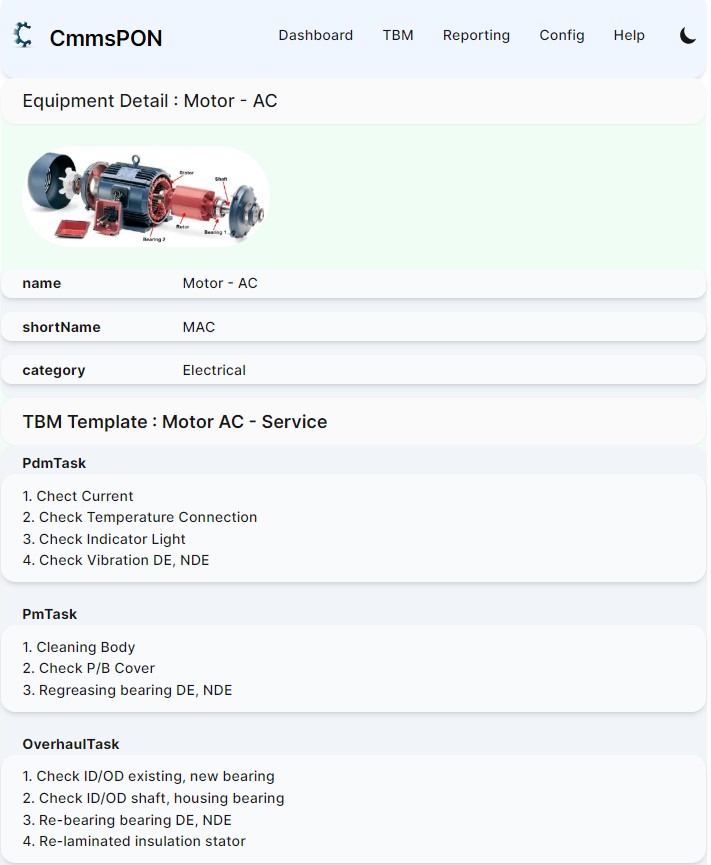 CmmsPON
Dashboard TBM Reporting Config Help
Equipment Detail : Motor - AC
Stator
Shaft
Rotor
Bearing 1
Bearing 2
name Motor - AC
shortName MAC
category Electrical
TBM Template : Motor AC - Service
PdmTask
1. Chect Current
2. Check Temperature Connection
3. Check Indicator Light
4. Check Vibration DE, NDE
PmTask
1. Cleaning Body
2. Check P/B Cover
3. Regreasing bearing DE, NDE
OverhaulTask
1. Check ID/OD existing, new bearing
2. Check ID/OD shaft, housing bearing
3. Re-bearing bearing DE, NDE
4. Re-laminated insulation stator